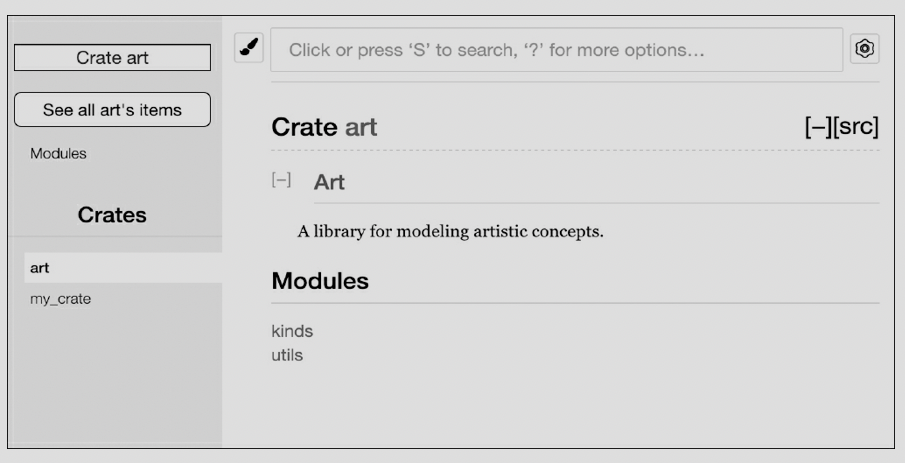 Crate art
See all art's items
Modules
Crates
art
my_crate
Click or press ‘S’ to search, ‘?’ for more options…
Crate art
[–][src]
[–] Art
A library for modeling artistic concepts.
Modules
kinds
utils